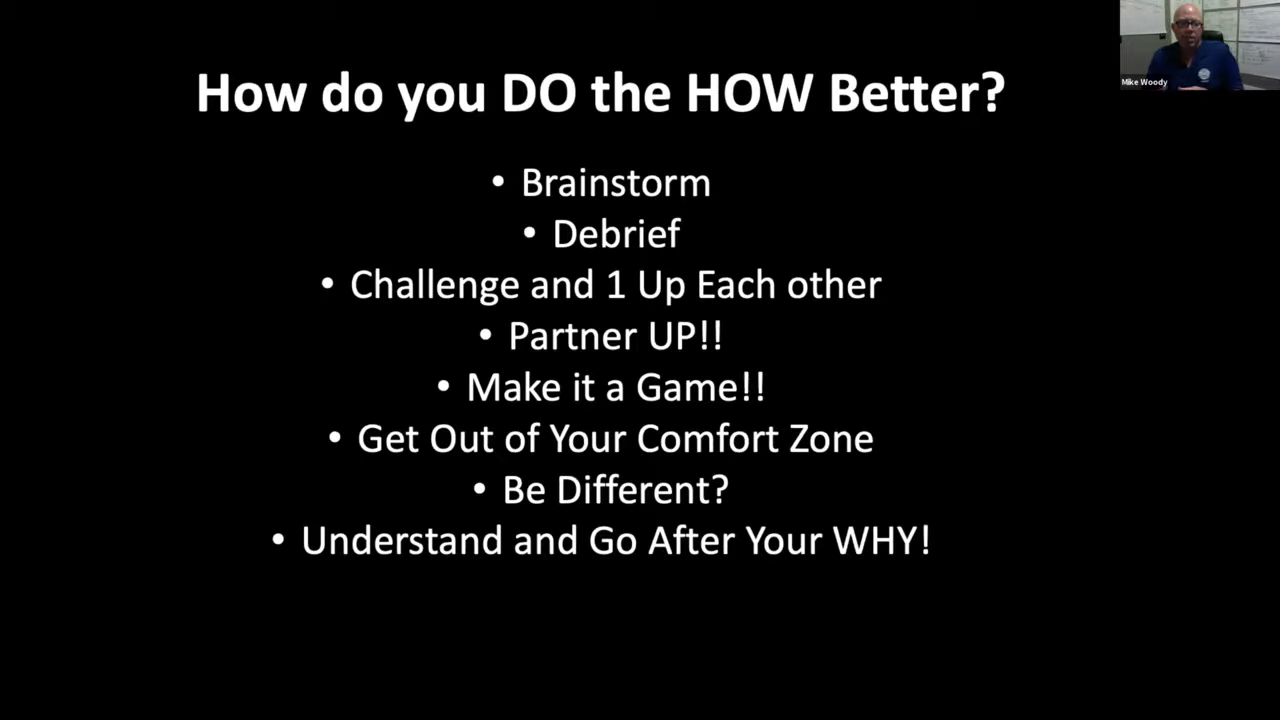 How do you DO the HOW Better?
• Brainstorm
• Debrief
• Challenge and 1 Up Each other
• Partner UP!!
• Make it a Game!!
• Get Out of Your Comfort Zone
• Be Different?
• Understand and Go After Your WHY!
Mike Woody